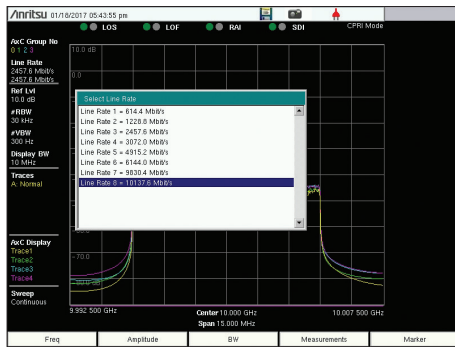 /Inritsu 01/18/2017 05:43:55 pm
LOS LOF RAI SDI CPRI Mode
AxC Group No
0 1 2 3
Line Rate
2457.6 Mbit/s
2457.6 Mbit/s
Ref Lvl
10.0 dB
#RBW
30 kHz
#VBW
300 Hz
Display BW
10 MHz
Traces
A: Normal
10.0 dB
0.0
Select Line Rate
Line Rate 1 = 614.4 Mbit/s
Line Rate 2 = 1228.8 Mbit/s
Line Rate 3 = 2457.6 Mbit/s
Line Rate 4 = 3072.0 Mbit/s
Line Rate 5 = 4915.2 Mbit/s
Line Rate 6 = 6144.0 Mbit/s
Line Rate 7 = 9830.4 Mbit/s
Line Rate 8 = 10137.6 Mbit/s
-70.0
AxC Display
Trace1
Trace2
Trace3
Trace4
Sweep
Continuous
9.992 500 GHz Center 10.000 GHz 10.007 500 GHz
Span 15.000 MHz
Freq Amplitude BW Measurements Marker